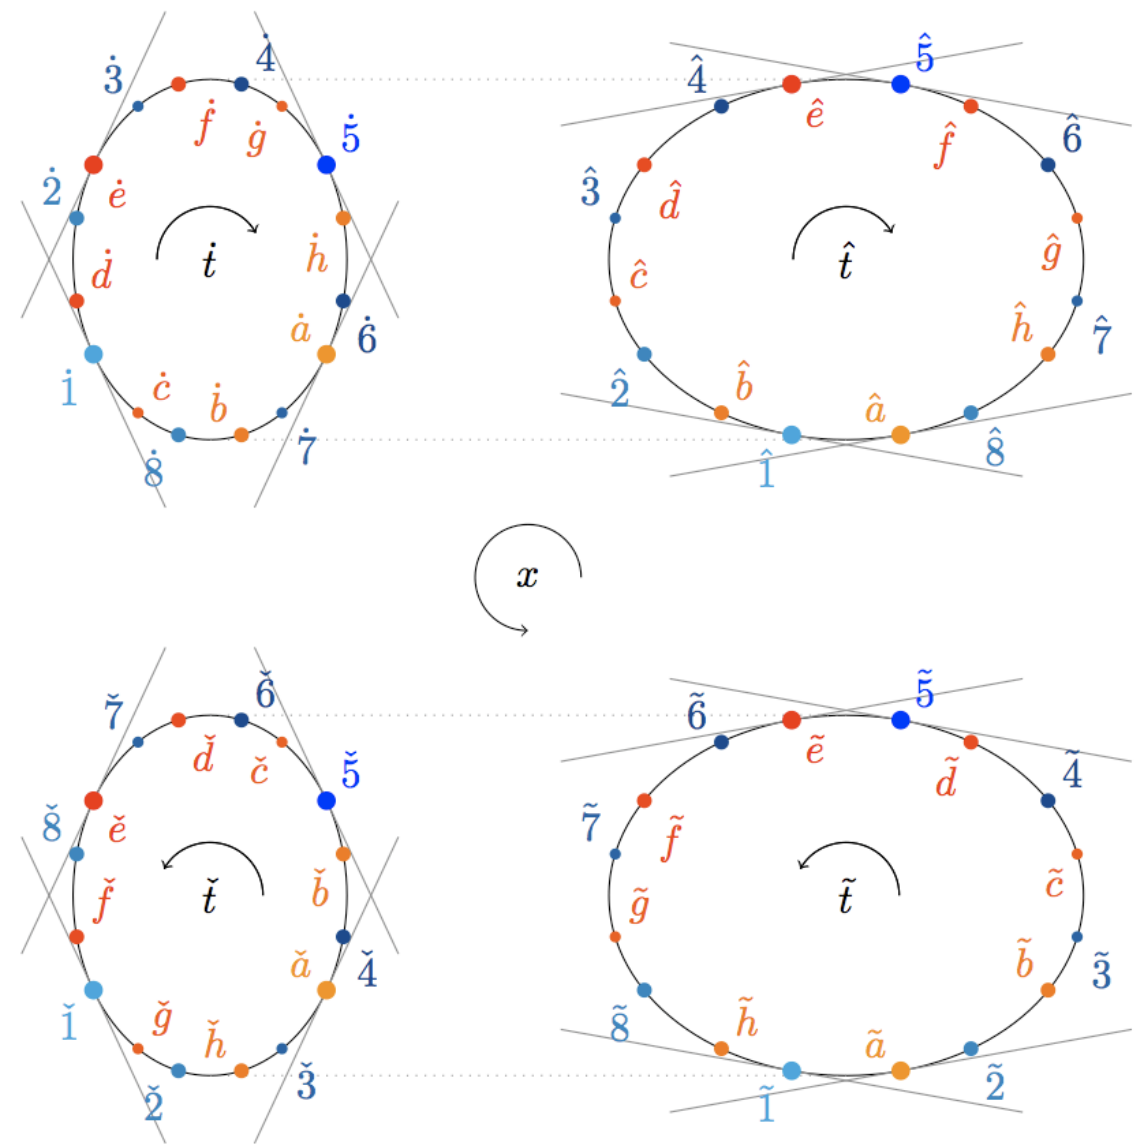 3̇ 4̇
ḟ ġ 5̇
2̇ ė
ṫ ḣ
ḋ ȧ 6̇
1̇ ċ ḃ
8̇ 7̇
4̂ ê 5̂
f̂ 6̂
3̂ d̂
t̂ ĝ
ĉ ĥ 7̂
2̂ b̂ â
1̂ 8̂
x
7̌ 6̌
ď č 5̌
8̌ ě
ť b̌
f̌ ǎ 4̌
1̌ ǧ ȟ
2̌ 3̌
6̃ ẽ 5̃
d̃ 4̃
7̃ f̃
t̃ c̃
g̃ b̃ 3̃
8̃ h̃ ã
1̃ 2̃